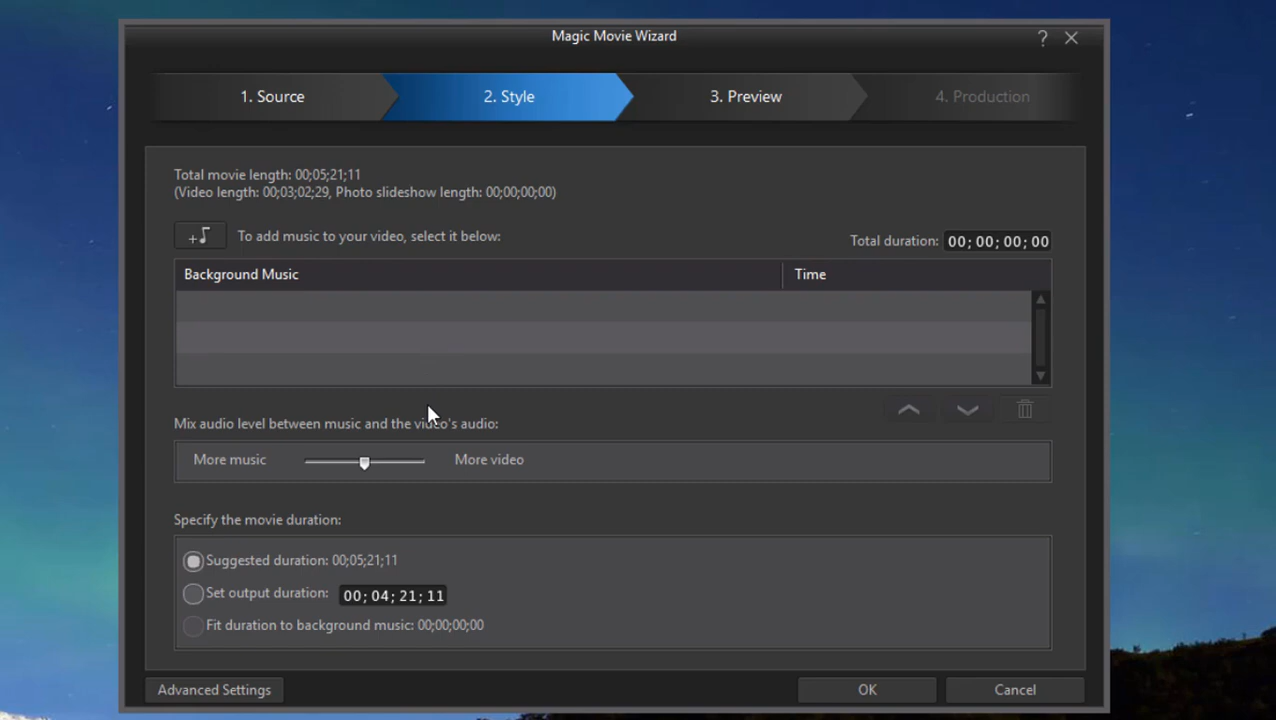 Magic Movie Wizard
?
1. Source
2. Style
3. Preview
4. Production
Total movie length: 00;05;21;11
(Video length: 00;03;02;29, Photo slideshow length: 00;00;00;00)
To add music to your video, select it below:
Total duration: 00; 00; 00; 00
Background Music
Time
Mix audio level between music and the video's audio:
More music
More video
Specify the movie duration:
Suggested duration: 00;05;21;11
Set output duration: 00; 04; 21; 11
Fit duration to background music: 00;00;00;00
Advanced Settings
OK
Cancel